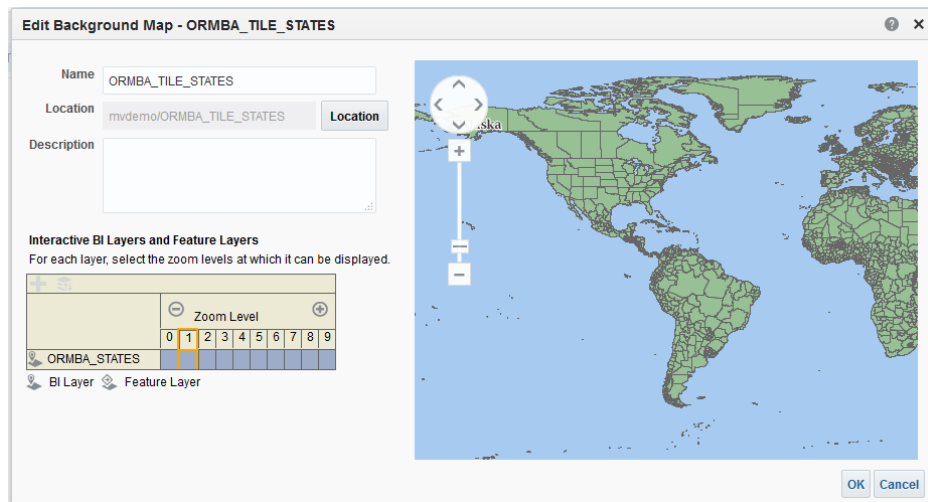 Edit Background Map - ORMBA_TILE_STATES
Name
ORMBA_TILE_STATES
Location
mvdemo/ORMBA_TILE_STATES
Location
Description
Interactive BI Layers and Feature Layers
For each layer, select the zoom levels at which it can be displayed.
Zoom Level
0 1 2 3 4 5 6 7 8 9
ORMBA_STATES
BI Layer Feature Layer
OK Cancel